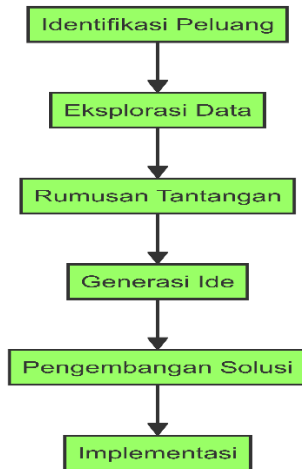 Identifikasi Peluang
Eksplorasi Data
Rumusan Tantangan
Generasi Ide
Pengembangan Solusi
Implementasi